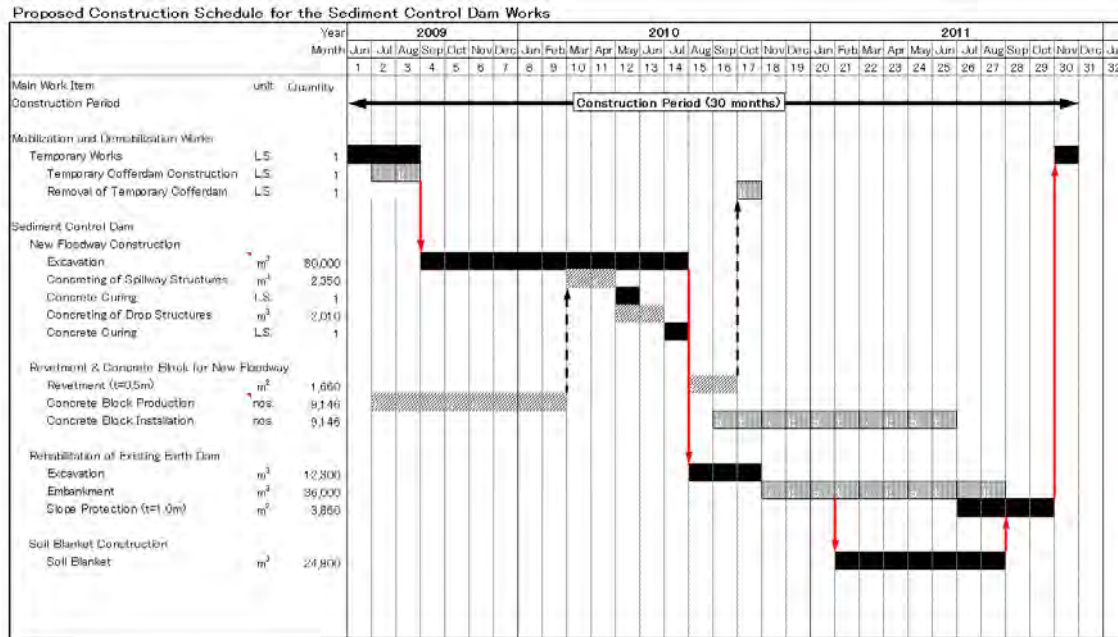 Proposed Construction Schedule for the Sediment Control Dam Works
Year 2009 2010 2011
Month Jun Jul Aug Sep Oct Nov Dec Jan Feb Mar Apr May Jun Jul Aug Sep Oct Nov Dec Jan Feb Mar Apr May Jun Jul Aug Sep Oct Nov Dec
1 2 3 4 5 6 7 8 9 10 11 12 13 14 15 16 17 18 19 20 21 22 23 24 25 26 27 28 29 30 31 32
Main Work Item unit Quantity
Construction Period Construction Period (30 months)
Mobilization and Demobilization Works
Temporary Works L.S. 1
Temporary Cofferdam Construction L.S. 1
Removal of Temporary Cofferdam L.S. 1
Sediment Control Dam
New Floodway Construction
Excavation m³ 80,000
Concreting of Spillway Structures m³ 2,350
Concrete Curing L.S. 1
Concreting of Drop Structures m³ 2,010
Concrete Curing L.S. 1
Revetment & Concrete Block for New Floodway
Revetment (t=0.5m) m² 1,660
Concrete Block Production nos. 9,146
Concrete Block Installation nos. 9,146
Rehabilitation of Existing Earth Dam
Excavation m³
Embankment m³ 36,000
Slope Protection (t=1.0m) m²
Soil Blanket Construction
Soil Blanket m³